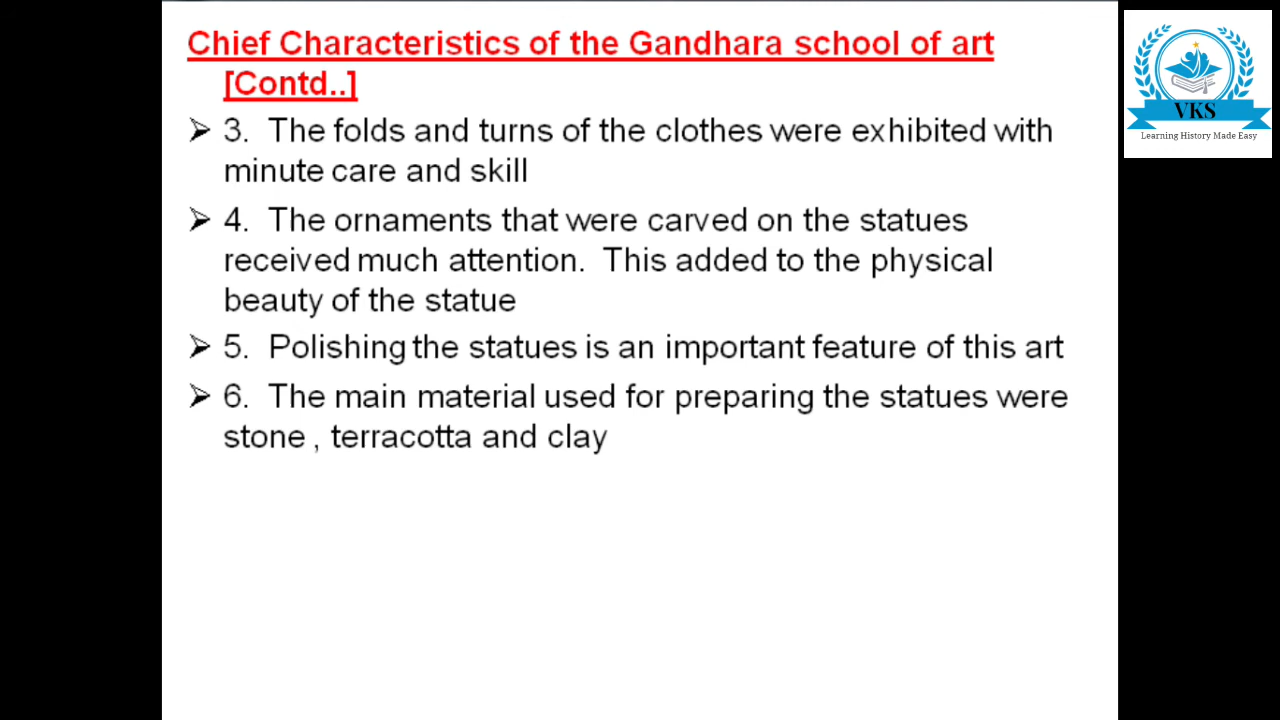 Chief Characteristics of the Gandhara school of art
[Contd..]
➢ 3. The folds and turns of the clothes were exhibited with
minute care and skill
➢ 4. The ornaments that were carved on the statues
received much attention. This added to the physical
beauty of the statue
➢ 5. Polishing the statues is an important feature of this art
➢ 6. The main material used for preparing the statues were
stone , terracotta and clay
VKS
Learning History Made Easy